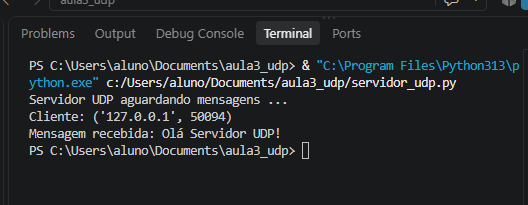 aula3_udp
Problems Output Debug Console Terminal Ports
PS C:\Users\aluno\Documents\aula3_udp> & "C:\Program Files\Python313\p
ython.exe" c:/Users/aluno/Documents/aula3_udp/servidor_udp.py
Servidor UDP aguardando mensagens ...
Cliente: ('127.0.0.1', 50094)
Mensagem recebida: Olá Servidor UDP!
PS C:\Users\aluno\Documents\aula3_udp>